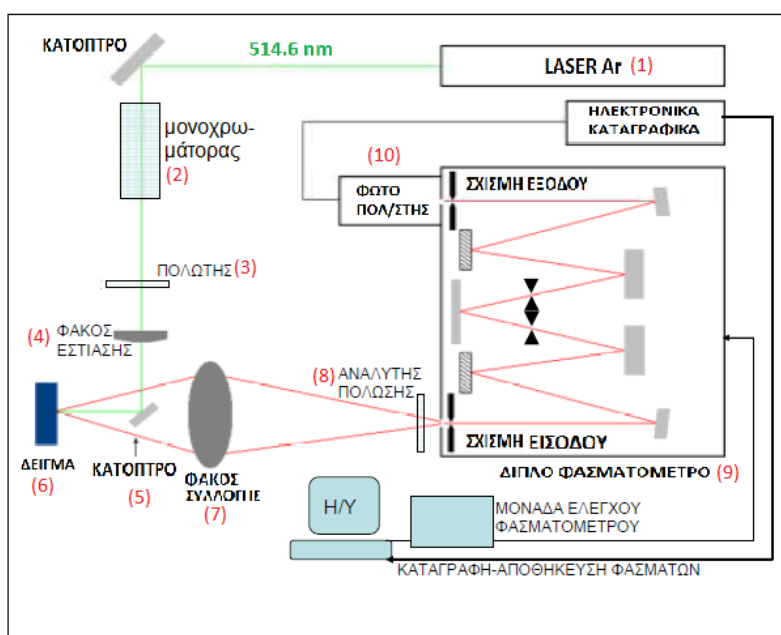 ΚΑΤΟΠΤΡΟ
514.6 nm
LASER Ar (1)
ΗΛΕΚΤΡΟΝΙΚΑ
ΚΑΤΑΓΡΑΦΙΚΑ
μονοχρω-
μάτορας
(2)
(10)
ΦΩΤΟ
ΠΟΛ/ΣΤΗΣ
ΣΧΙΣΜΗ ΕΞΟΔΟΥ
ΠΟΛΩΤΗΣ (3)
(4) ΦΑΚΟΣ
ΕΣΤΙΑΣΗΣ
(8) ΑΝΑΛΥΤΗΣ
ΠΟΛΩΣΗΣ
ΣΧΙΣΜΗ ΕΙΣΟΔΟΥ
ΔΕΙΓΜΑ
(6)
ΚΑΤΟΠΤΡΟ
(5)
ΦΑΚΟΣ
ΣΥΛΛΟΓΗΣ
(7)
ΔΙΠΛΟ ΦΑΣΜΑΤΟΜΕΤΡΟ (9)
Η/Υ
ΜΟΝΑΔΑ ΕΛΕΓΧΟΥ
ΦΑΣΜΑΤΟΜΕΤΡΟΥ
ΚΑΤΑΓΡΑΦΗ-ΑΠΟΘΗΚΕΥΣΗ ΦΑΣΜΑΤΩΝ